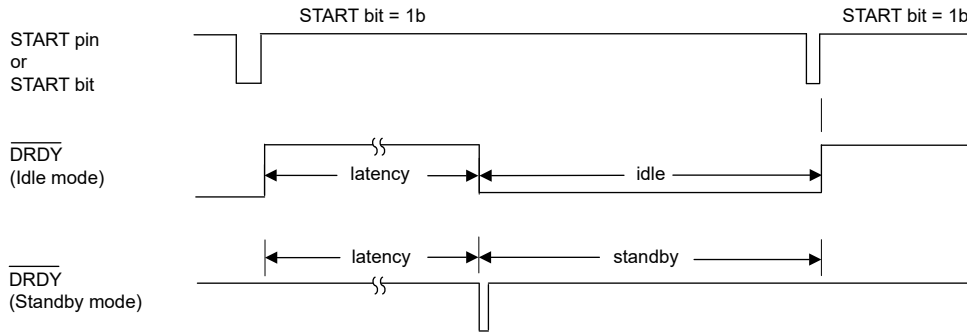 START bit = 1b
START bit = 1b
START pin
or
START bit
DRDY
(Idle mode)
latency
idle
latency
standby
DRDY
(Standby mode)